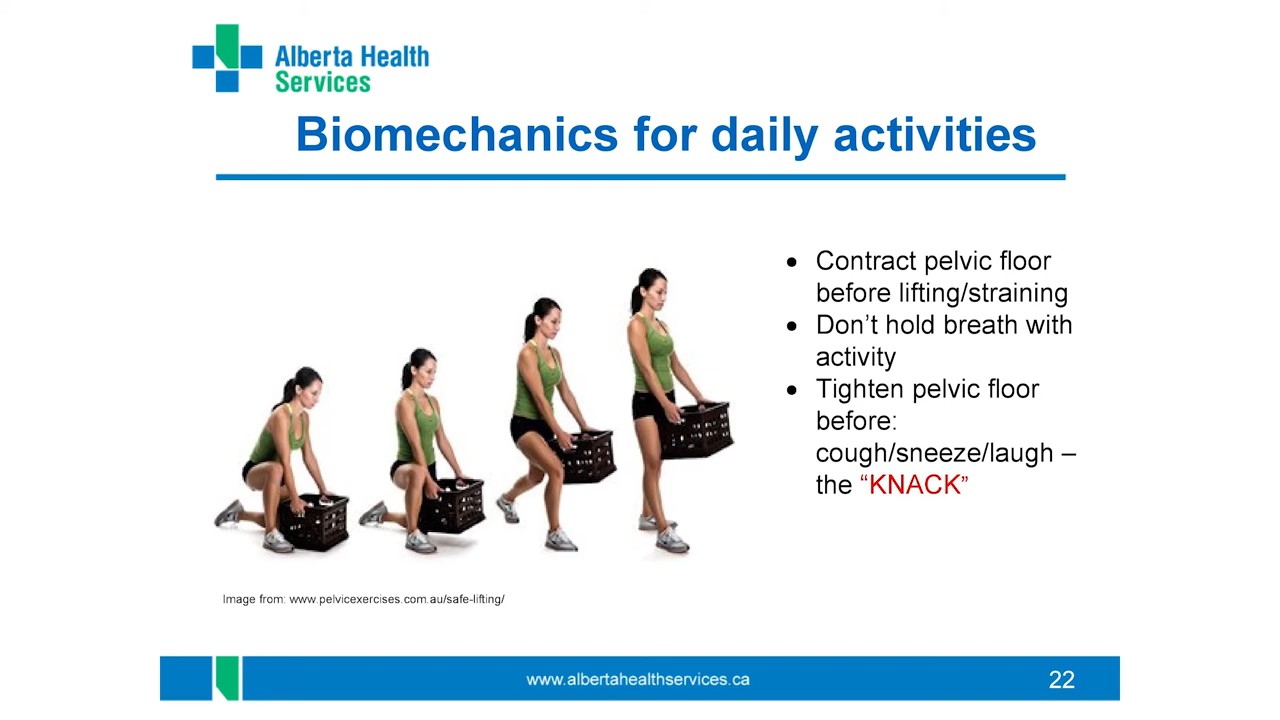 Alberta Health
Services
Biomechanics for daily activities
● Contract pelvic floor
before lifting/straining
● Don’t hold breath with
activity
● Tighten pelvic floor
before:
cough/sneeze/laugh –
the “KNACK”
Image from: www.pelvicexercises.com.au/safe-lifting/
www.albertahealthservices.ca
22